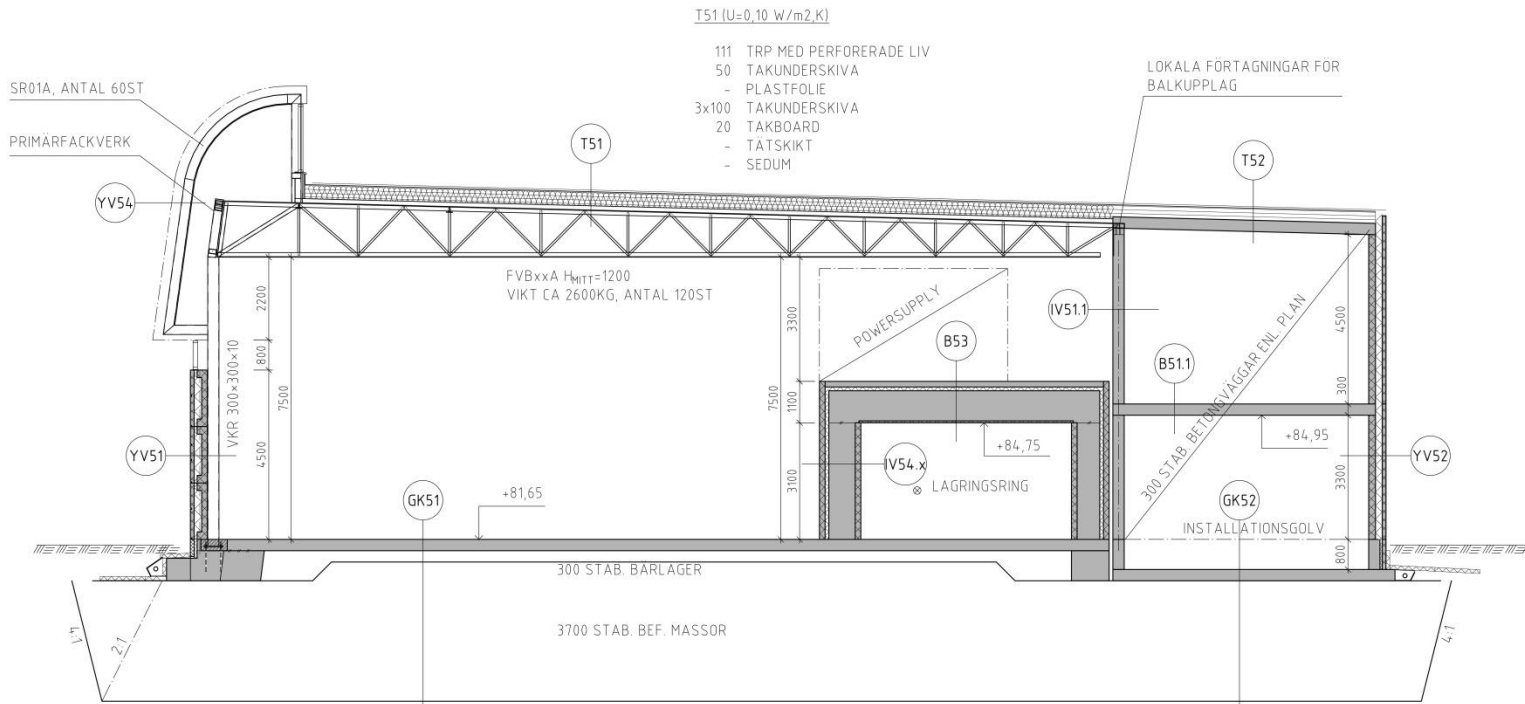 T51 (U=0,10 W/m2,K)
111 TRP MED PERFORERADE LIV
50 TAKUNDERSKIVA
- PLASTFOLIE
3x100 TAKUNDERSKIVA
20 TAKBOARD
- TÄTSKIKT
- SEDUM
LOKALA FÖRTAGNINGAR FÖR
BALKUPPLAG
SR01A, ANTAL 60ST
PRIMÄRFACKVERK
T51
T52
YV54
FVBxxA HMITT=1200
VIKT CA 2600KG, ANTAL 120ST
2200
800
4500
7500
VKR 300x300x10
3300
1100
3100
7500
POWERSUPPLY
B53
IV51.1
B51.1
300 STAB. BETONGVÄGGAR ENL. PLAN
4500
300
3300
800
+84,75
+84,95
YV51
IV54.x
YV52
LAGRINGSRING
GK51
+81,65
GK52
INSTALLATIONSGOLV
300 STAB. BÄRLAGER
3700 STAB. BEF. MASSOR
4:1
2:1
4:1